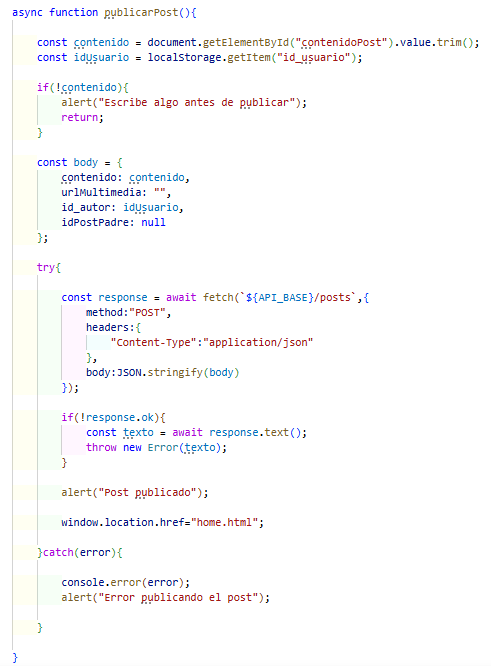 async function publicarPost(){
const contenido = document.getElementById("contenidoPost").value.trim();
const idUsuario = localStorage.getItem("id_usuario");
if(!contenido){
alert("Escribe algo antes de publicar");
return;
}
const body = {
contenido: contenido,
urlMultimedia: "",
id_autor: idUsuario,
idPostPadre: null
};
try{
const response = await fetch(`${API_BASE}/posts`,{
method:"POST",
headers:{
"Content-Type":"application/json"
},
body:JSON.stringify(body)
});
if(!response.ok){
const texto = await response.text();
throw new Error(texto);
}
alert("Post publicado");
window.location.href="home.html";
}catch(error){
console.error(error);
alert("Error publicando el post");
}
}